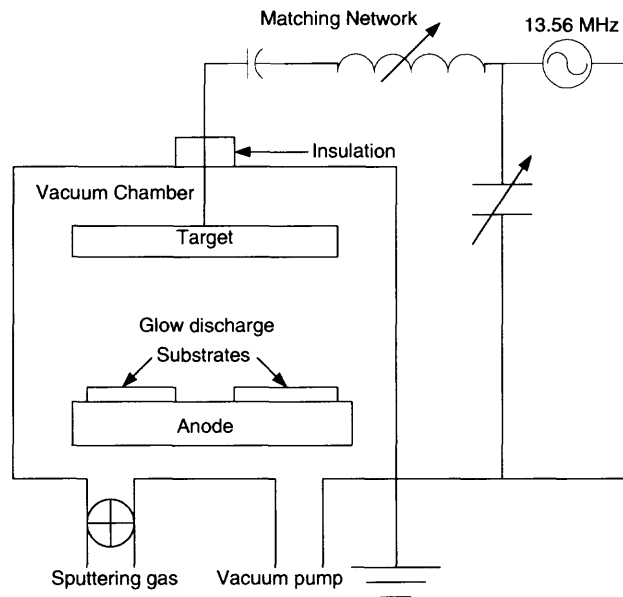 Matching Network
13.56 MHz
Insulation
Vacuum Chamber
Target
Glow discharge
Substrates
Anode
Sputtering gas
Vacuum pump